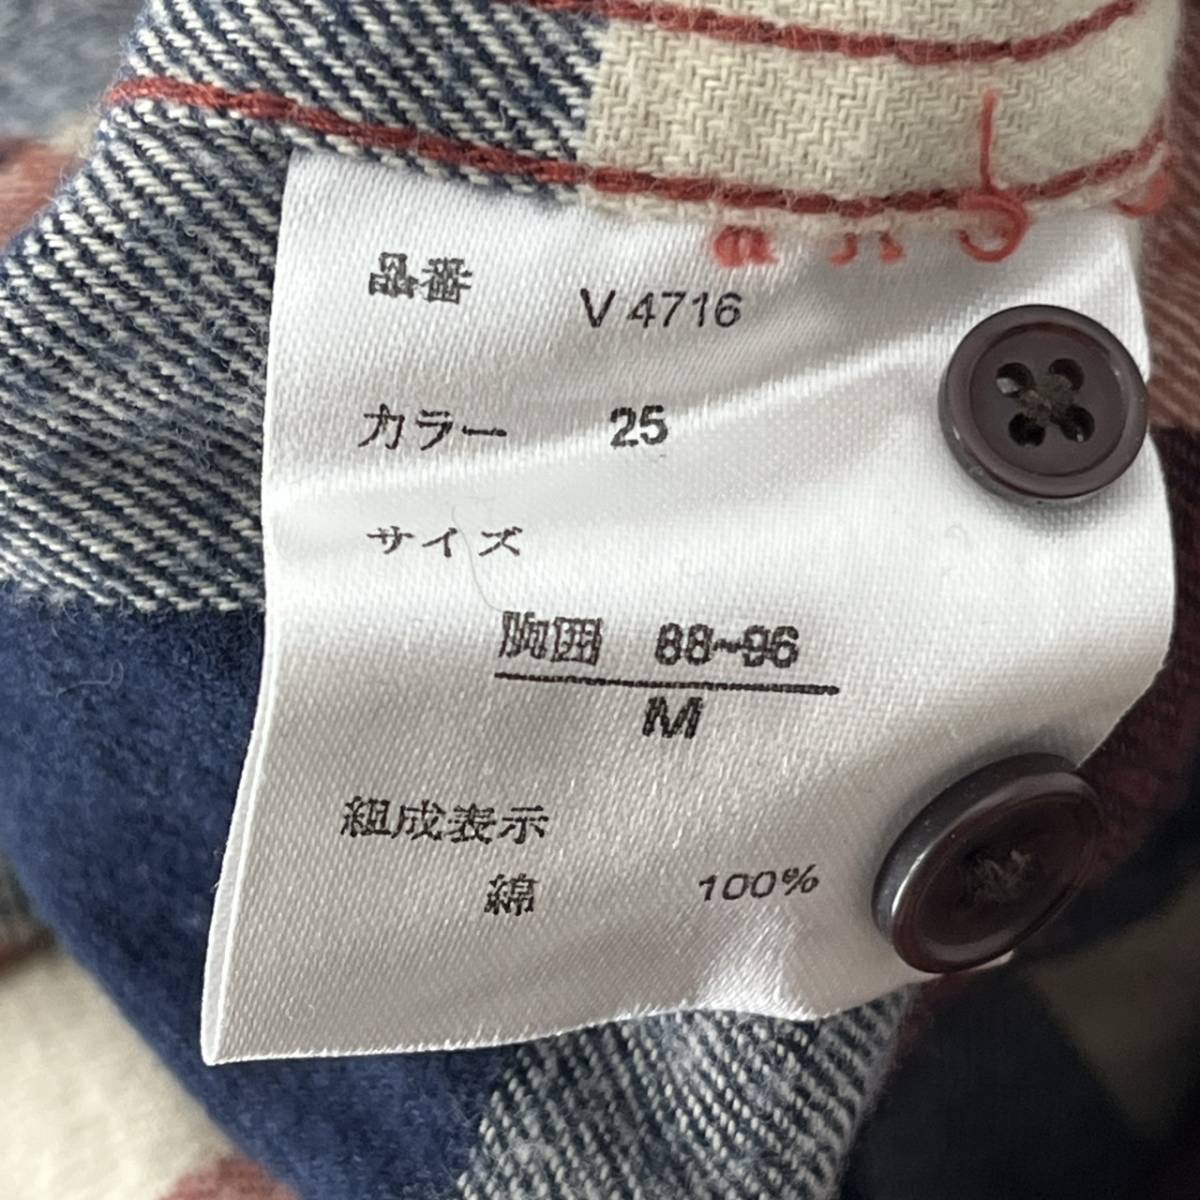 品番 V 4716
カラー 25
サイズ
胸囲 88~96
M
組成表示
綿 100%